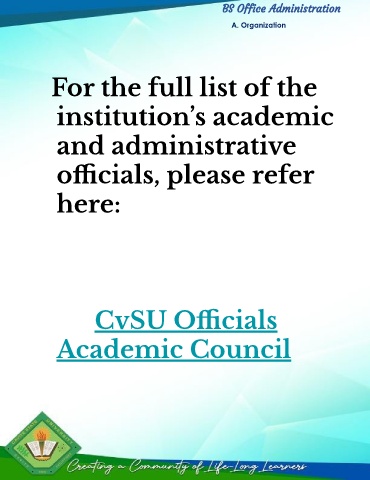 BS Office Administration
A. Organization
For the full list of the
institution’s academic
and administrative
officials, please refer
here:
CvSU Officials
Academic Council
Creating a Community of Life-Long Learners